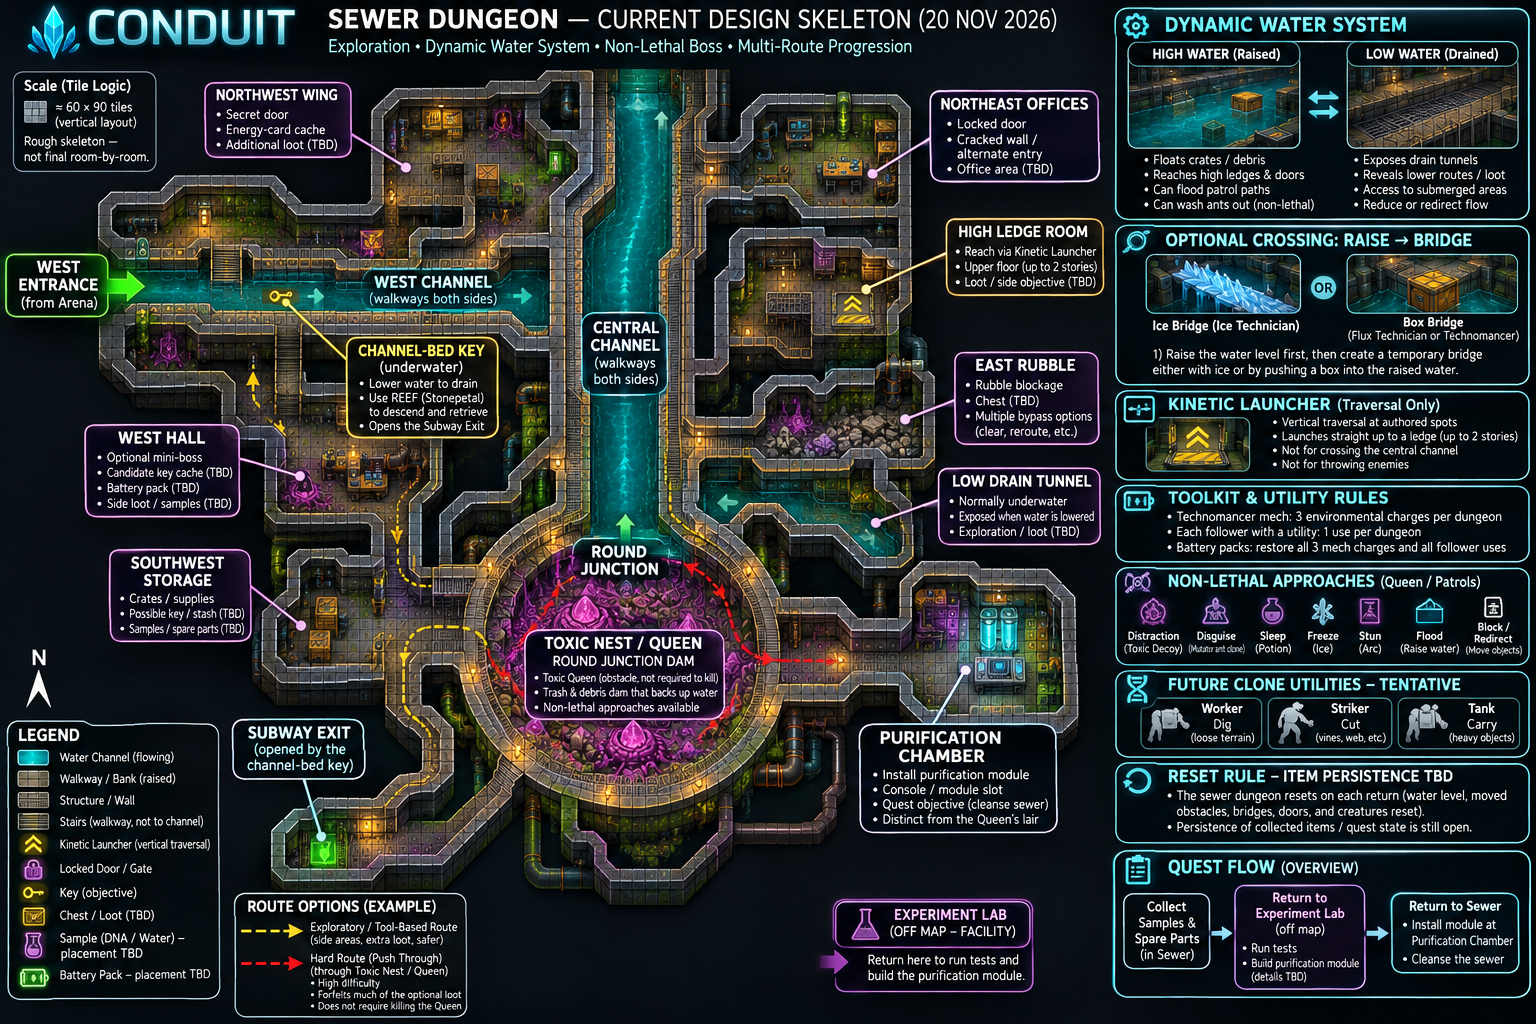 CONDUIT
SEWER DUNGEON — CURRENT DESIGN SKELETON (20 NOV 2026)
Exploration • Dynamic Water System • Non-Lethal Boss • Multi-Route Progression
Scale (Tile Logic)
≈ 60 x 90 tiles
(vertical layout)
Rough skeleton —
not final room-by-room.
NORTHWEST WING
• Secret door
• Energy-card cache
• Additional loot (TBD)
NORTHEAST OFFICES
• Locked door
• Cracked wall /
alternate entry
• Office area (TBD)
HIGH LEDGE ROOM
• Reach via Kinetic Launcher
• Upper floor (up to 2 stories)
• Loot / side objective (TBD)
WEST
ENTRANCE
(from Arena)
WEST CHANNEL
(walkways both sides)
CENTRAL
CHANNEL
(walkways
both sides)
CHANNEL-BED KEY
(underwater)
• Lower water to drain
• Use REEF (Stonepetal)
to descend and retrieve
• Opens the Subway Exit
EAST RUBBLE
• Rubble blockage
• Chest (TBD)
• Multiple bypass options
(clear, reroute, etc.)
WEST HALL
• Optional mini-boss
• Candidate key cache (TBD)
• Battery pack (TBD)
• Side loot / samples (TBD)
LOW DRAIN TUNNEL
• Normally underwater
• Exposed when water is lowered
• Exploration / loot (TBD)
SOUTHWEST
STORAGE
• Crates / supplies
• Possible key / stash (TBD)
• Samples / spare parts (TBD)
ROUND
JUNCTION
TOXIC NEST / QUEEN
ROUND JUNCTION DAM
• Toxic Queen (obstacle, not required to kill)
• Trash & debris dam that backs up water
• Non-lethal approaches available
N
SUBWAY EXIT
(opened by the
channel-bed key)
PURIFICATION
CHAMBER
• Install purification module
• Console / module slot
• Quest objective (cleanse sewer)
• Distinct from the Queen's lair
LEGEND
Water Channel (flowing)
Walkway / Bank (raised)
Structure / Wall
Stairs (walkway, not to channel)
Kinetic Launcher (vertical traversal)
Locked Door / Gate
Key (objective)
Chest / Loot (TBD)
Sample (DNA / Water) –
placement TBD
Battery Pack – placement TBD
ROUTE OPTIONS (EXAMPLE)
Exploratory / Tool-Based Route
(side areas, extra loot, safer)
Hard Route (Push Through)
(through Toxic Nest / Queen)
• High difficulty
• Forfeits much of the optional loot
• Does not require killing the Queen
EXPERIMENT LAB
(OFF MAP – FACILITY)
Return here to run tests and
build the purification module.
DYNAMIC WATER SYSTEM
HIGH WATER (Raised)
LOW WATER (Drained)
• Floats crates / debris
• Reaches high ledges & doors
• Can flood patrol paths
• Can wash ants out (non-lethal)
• Exposes drain tunnels
• Reveals lower routes / loot
• Access to submerged areas
• Reduce or redirect flow
OPTIONAL CROSSING: RAISE → BRIDGE
OR
Ice Bridge (Ice Technician)
Box Bridge
(Flux Technician or Technomancer)
1) Raise the water level first, then create a temporary bridge
either with ice or by pushing a box into the raised water.
KINETIC LAUNCHER (Traversal Only)
• Vertical traversal at authored spots
• Launches straight up to a ledge (up to 2 stories)
• Not for crossing the central channel
• Not for throwing enemies
TOOLKIT & UTILITY RULES
• Technomancer mech: 3 environmental charges per dungeon
• Each follower with a utility: 1 use per dungeon
• Battery packs: restore all 3 mech charges and all follower uses
NON-LETHAL APPROACHES (Queen / Patrols)
Distraction
(Toxic Decoy)
Disguise
(Mutator ant clone)
Sleep
(Potion)
Freeze
(Ice)
Stun
(Arc)
Flood
(Raise water)
Block /
Redirect
(Move objects)
FUTURE CLONE UTILITIES – TENTATIVE
Worker
Dig
(loose terrain)
Striker
Cut
(vines, web, etc.)
Tank
Carry
(heavy objects)
RESET RULE – ITEM PERSISTENCE TBD
• The sewer dungeon resets on each return (water level, moved
obstacles, bridges, doors, and creatures reset).
• Persistence of collected items / quest state is still open.
QUEST FLOW (OVERVIEW)
Collect
Samples &
Spare Parts
(in Sewer)
Return to
Experiment Lab
(off map)
• Run tests
• Build purification module
(details TBD)
Return to Sewer
• Install module at
Purification Chamber
• Cleanse the sewer